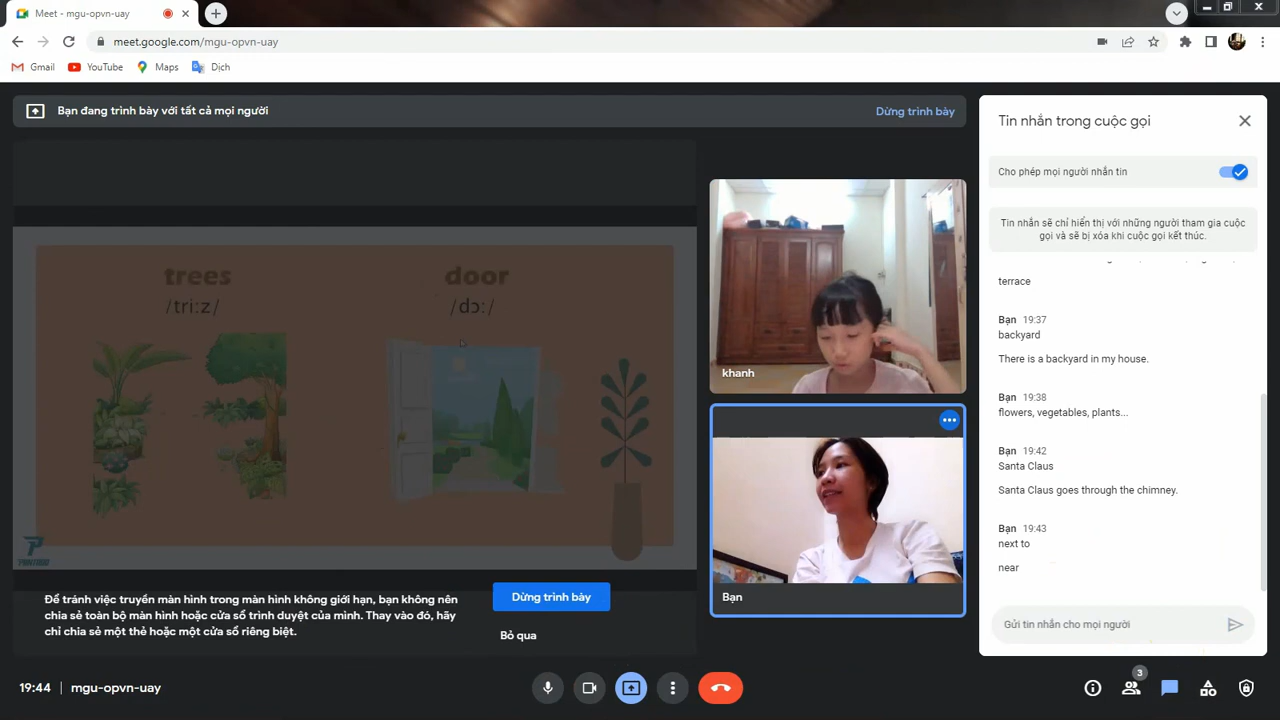 Meet - mgu-opvn-uay
meet.google.com/mgu-opvn-uay
Gmail
YouTube
Maps
Dịch
Bạn đang trình bày với tất cả mọi người
Dừng trình bày
trees
door
/tri:z/
/dɔ:/
Để tránh việc truyền màn hình trong màn hình không giới hạn, bạn không nên
chia sẻ toàn bộ màn hình hoặc cửa sổ trình duyệt của mình. Thay vào đó, hãy
chỉ chia sẻ một thẻ hoặc một cửa sổ riêng biệt.
Dừng trình bày
Bỏ qua
khanh
Bạn
Tin nhắn trong cuộc gọi
Cho phép mọi người nhắn tin
Tin nhắn sẽ chỉ hiển thị với những người tham gia cuộc
gọi và sẽ bị xóa khi cuộc gọi kết thúc.
terrace
Bạn 19:37
backyard
There is a backyard in my house.
Bạn 19:38
flowers, vegetables, plants...
Bạn 19:42
Santa Claus
Santa Claus goes through the chimney.
Bạn 19:43
next to
near
Gửi tin nhắn cho mọi người
19:44 | mgu-opvn-uay
3